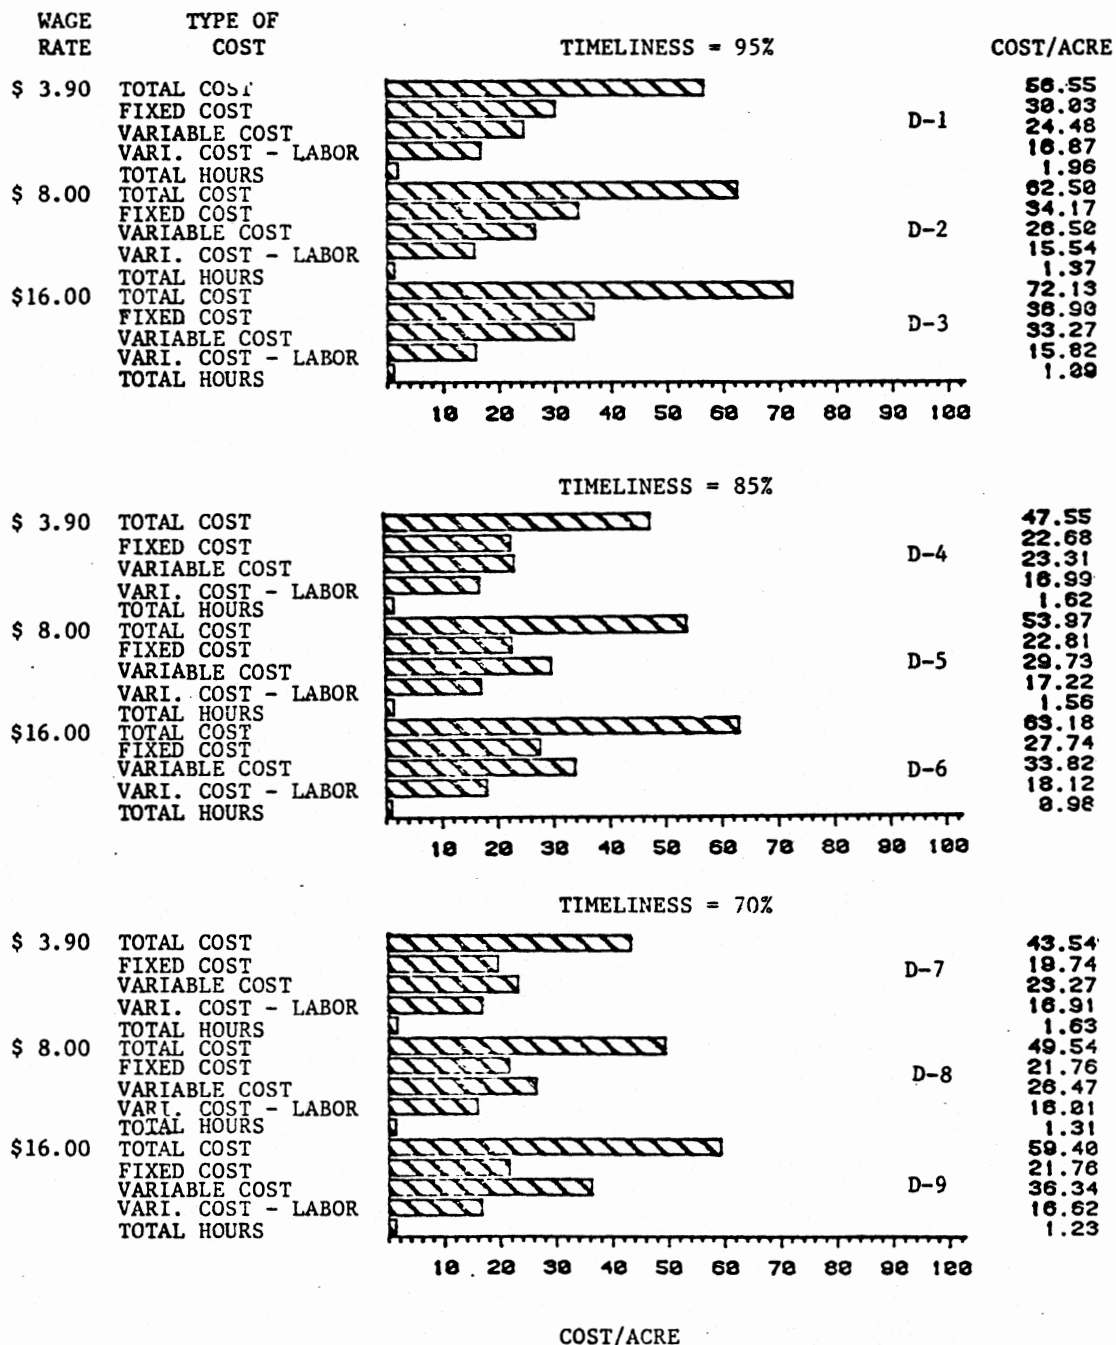 WAGE RATE TYPE OF COST TIMELINESS = 95% COST/ACRE
$ 3.90 TOTAL COST 56.55
FIXED COST 30.03
VARIABLE COST D-1 24.48
VARI. COST - LABOR 16.87
TOTAL HOURS 1.96
$ 8.00 TOTAL COST 62.50
FIXED COST 34.17
VARIABLE COST D-2 26.50
VARI. COST - LABOR 15.54
TOTAL HOURS 1.37
$16.00 TOTAL COST 72.13
FIXED COST 36.90
VARIABLE COST D-3 33.27
VARI. COST - LABOR 15.82
TOTAL HOURS 1.09
10 20 30 40 50 60 70 80 90 100
TIMELINESS = 85%
$ 3.90 TOTAL COST 47.55
FIXED COST 22.68
VARIABLE COST D-4 23.31
VARI. COST - LABOR 16.99
TOTAL HOURS 1.62
$ 8.00 TOTAL COST 53.97
FIXED COST 22.81
VARIABLE COST D-5 29.73
VARI. COST - LABOR 17.22
TOTAL HOURS 1.56
$16.00 TOTAL COST 63.18
FIXED COST 27.74
VARIABLE COST D-6 33.82
VARI. COST - LABOR 18.12
TOTAL HOURS 0.98
10 20 30 40 50 60 70 80 90 100
TIMELINESS = 70%
$ 3.90 TOTAL COST 43.54
FIXED COST D-7 19.74
VARIABLE COST 23.27
VARI. COST - LABOR 16.91
TOTAL HOURS 1.63
$ 8.00 TOTAL COST 49.54
FIXED COST D-8 21.76
VARIABLE COST 26.47
VARI. COST - LABOR 16.01
TOTAL HOURS 1.31
$16.00 TOTAL COST 59.40
FIXED COST 21.76
VARIABLE COST D-9 36.34
VARI. COST - LABOR 16.62
TOTAL HOURS 1.23
10 20 30 40 50 60 70 80 90 100
COST/ACRE